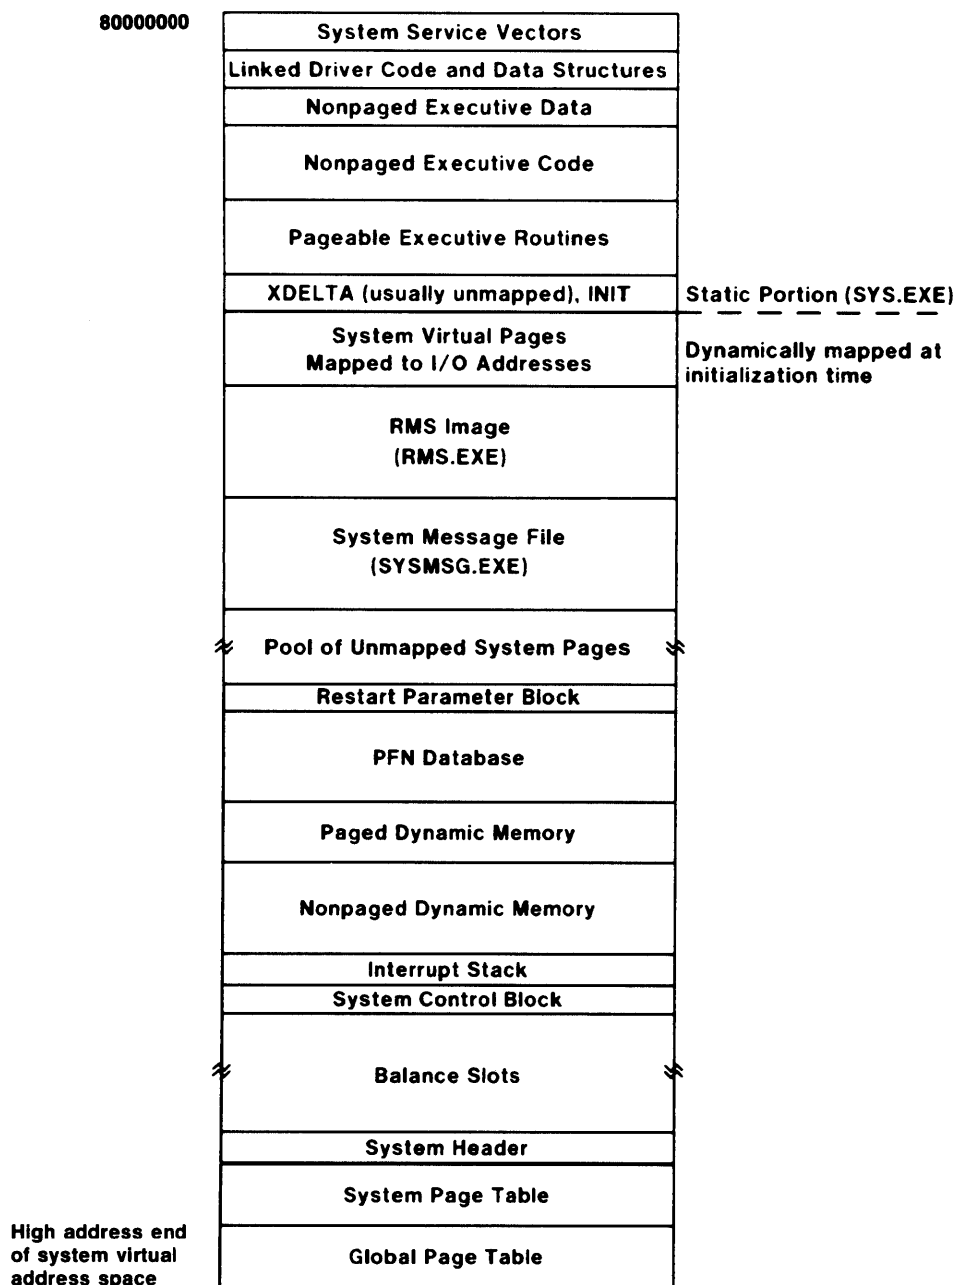 80000000
System Service Vectors
Linked Driver Code and Data Structures
Nonpaged Executive Data
Nonpaged Executive Code
Pageable Executive Routines
XDELTA (usually unmapped), INIT
Static Portion (SYS.EXE)
System Virtual Pages
Mapped to I/O Addresses
Dynamically mapped at
initialization time
RMS Image
(RMS.EXE)
System Message File
(SYSMSG.EXE)
Pool of Unmapped System Pages
Restart Parameter Block
PFN Database
Paged Dynamic Memory
Nonpaged Dynamic Memory
Interrupt Stack
System Control Block
Balance Slots
System Header
System Page Table
Global Page Table
High address end
of system virtual
address space